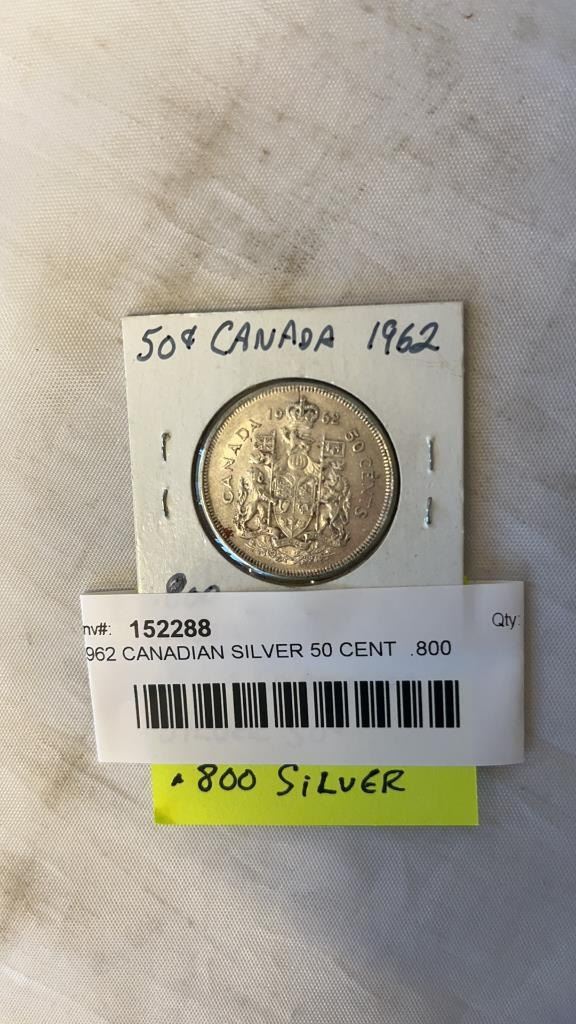 50¢ CANADA 1962
CANADA 1962 50 CENTS
nv#: 152288 Qty:
962 CANADIAN SILVER 50 CENT .800
.800 SILVER